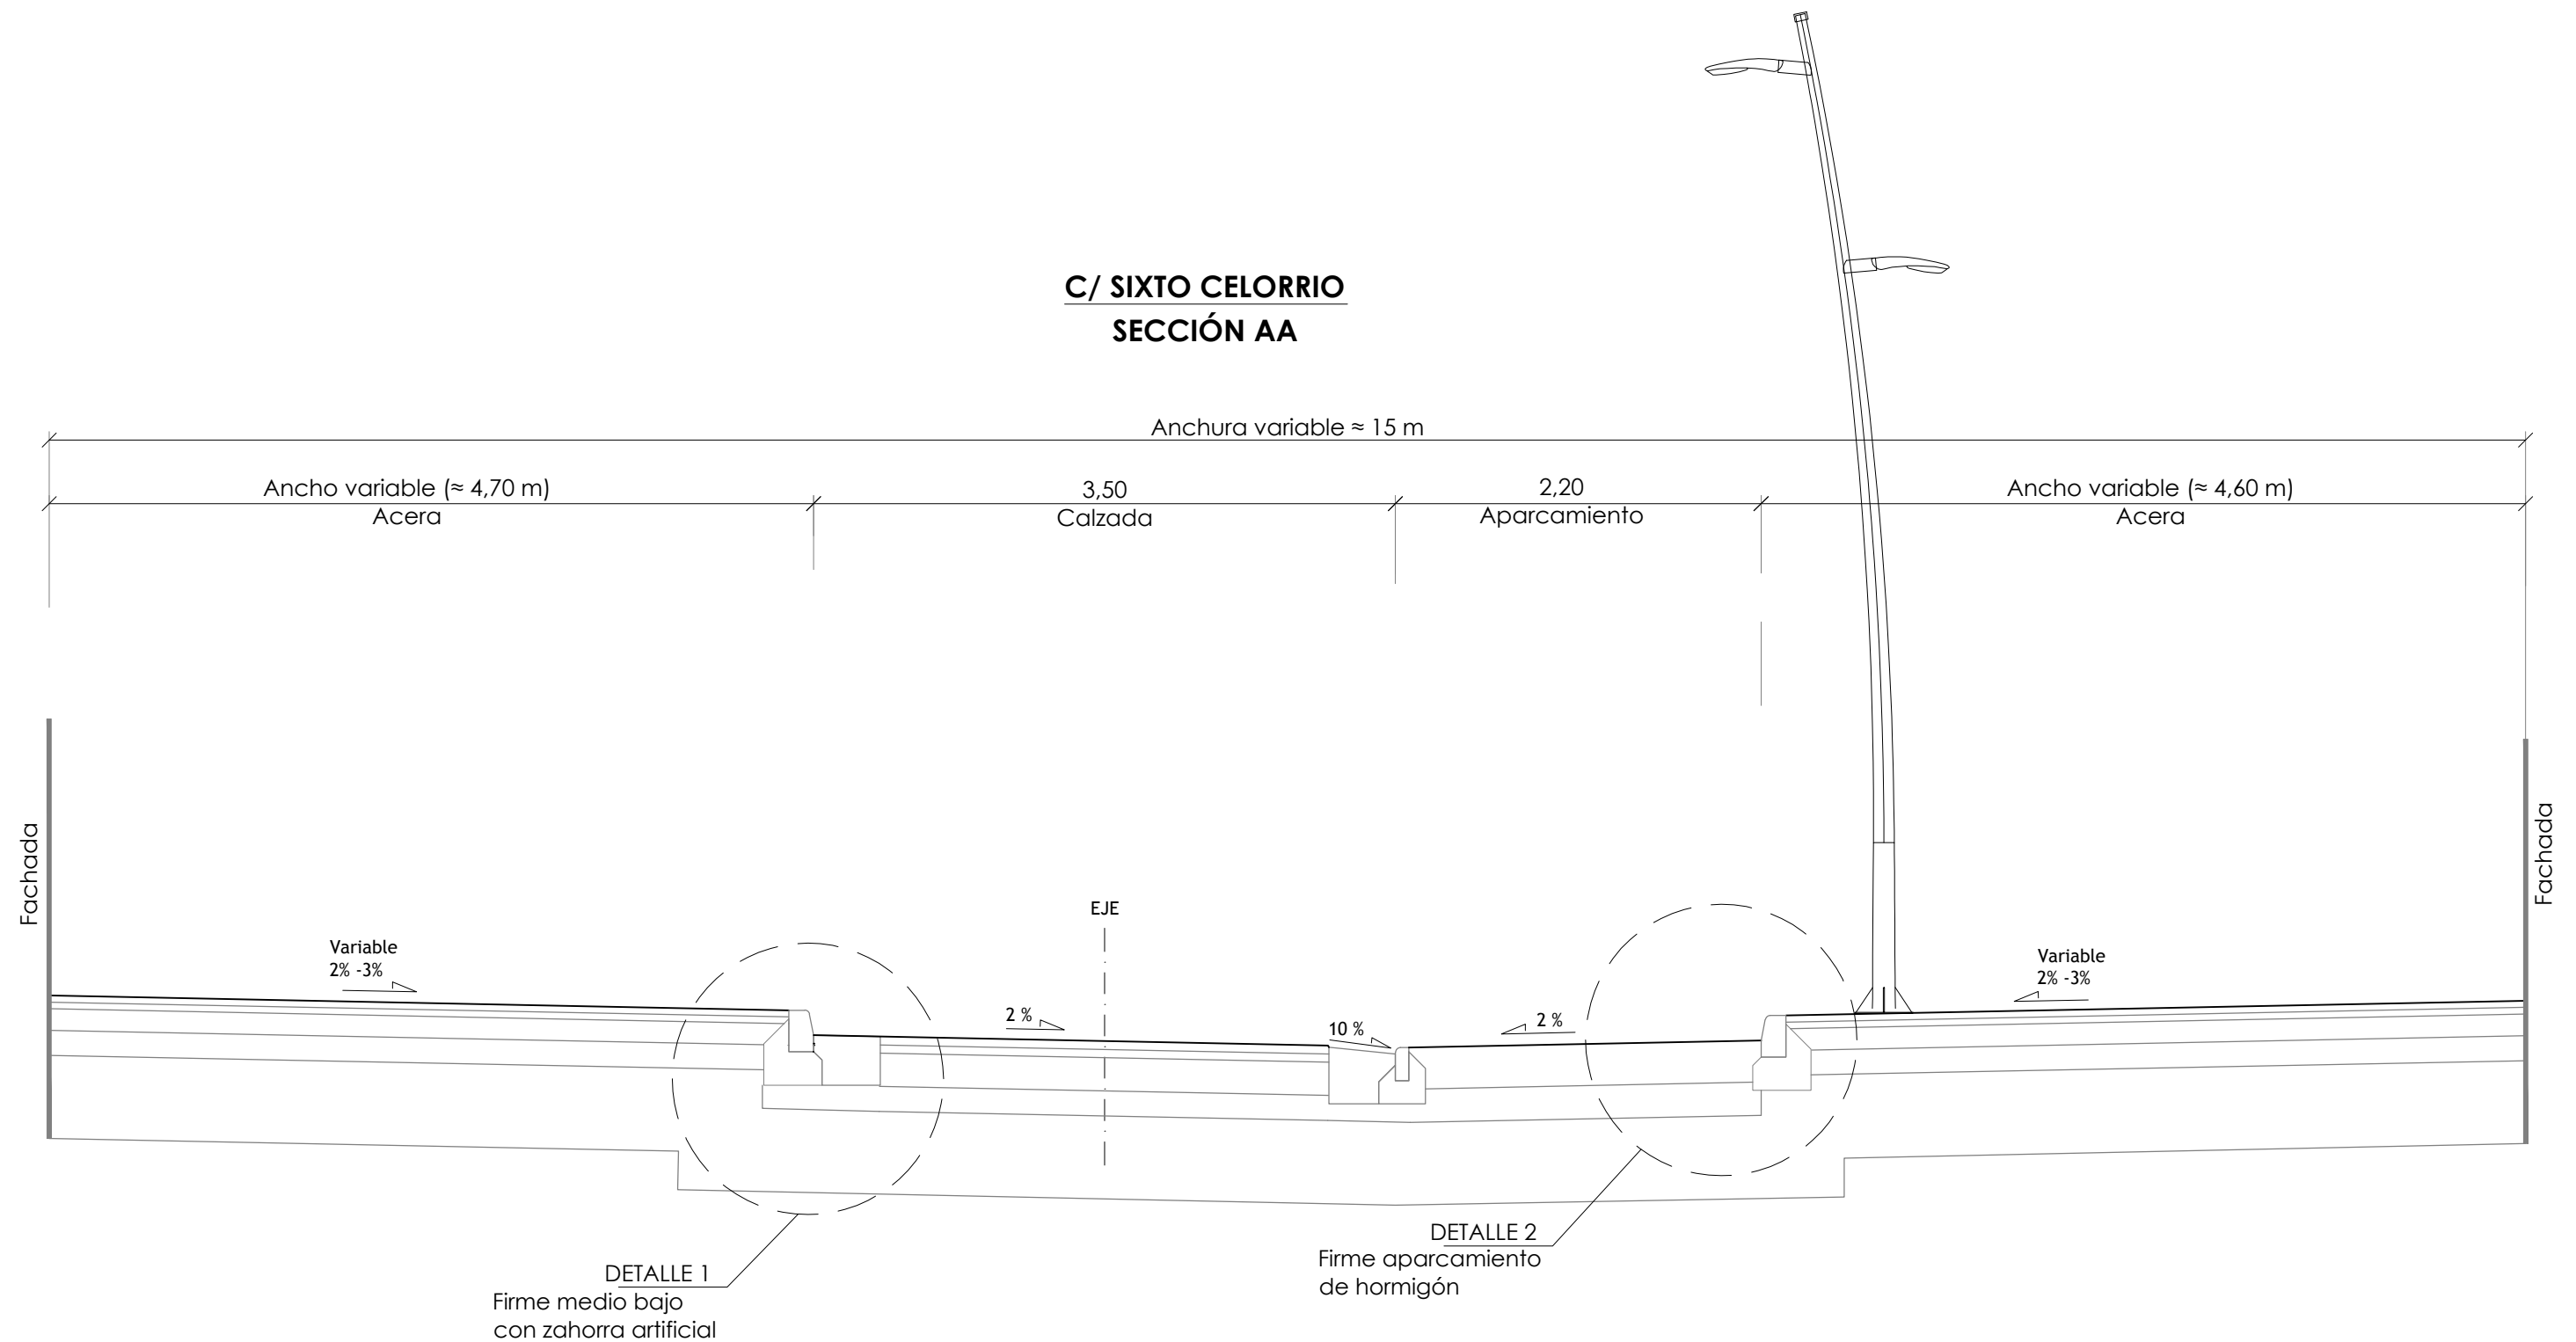 C/ SIXTO CELORRIO
SECCIÓN AA
Anchura variable ≈ 15 m
Ancho variable (≈ 4,70 m)
Acera
3,50
Calzada
2,20
Aparcamiento
Ancho variable (≈ 4,60 m)
Acera
Fachada
Fachada
EJE
Variable
2% -3%
2 %
10 %
2 %
Variable
2% -3%
DETALLE 1
Firme medio bajo
con zahorra artificial
DETALLE 2
Firme aparcamiento
de hormigón